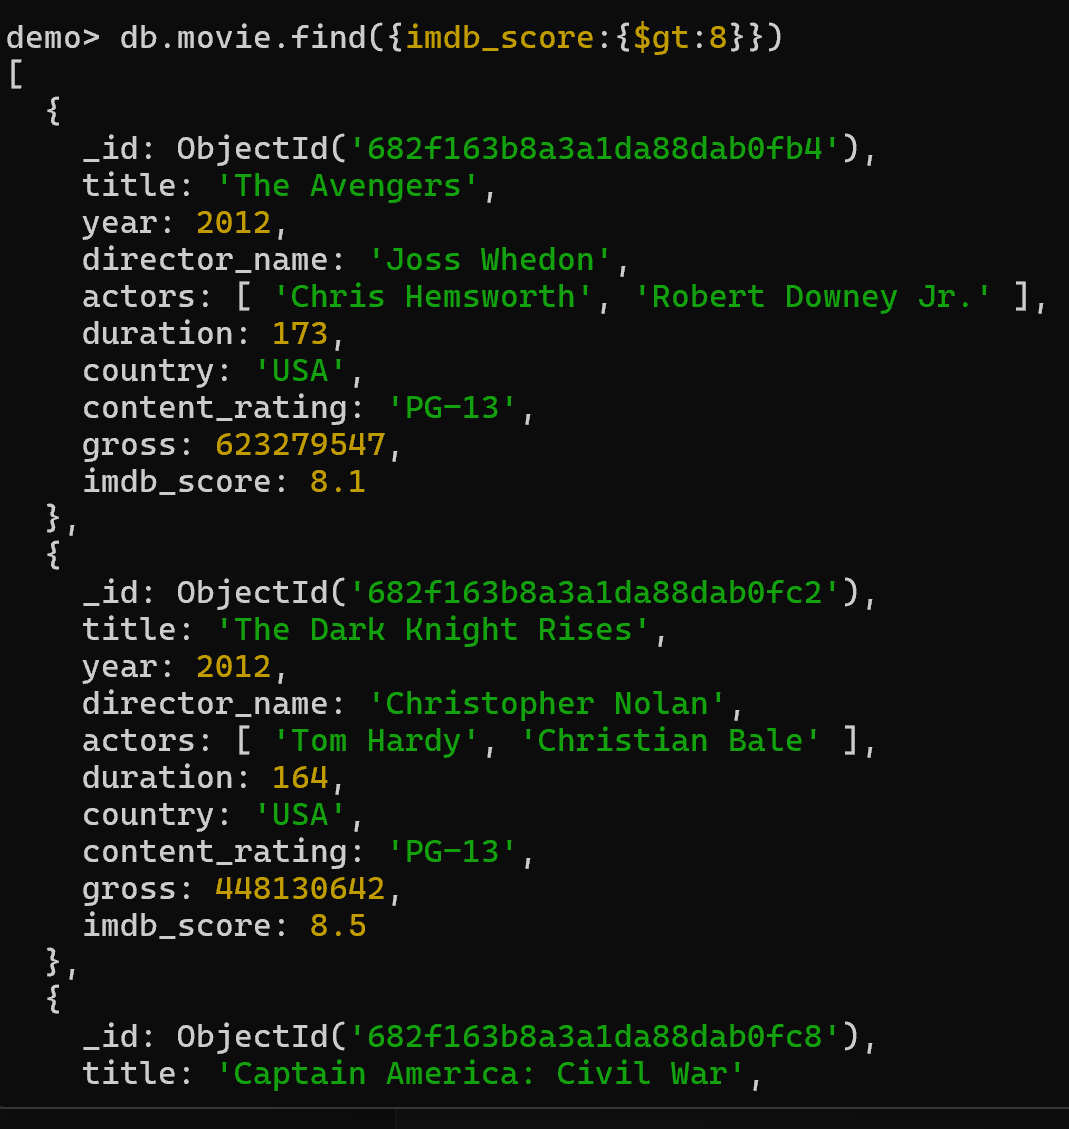 demo> db.movie.find({imdb_score:{$gt:8}})
[
  {
    _id: ObjectId('682f163b8a3a1da88dab0fb4'),
    title: 'The Avengers',
    year: 2012,
    director_name: 'Joss Whedon',
    actors: [ 'Chris Hemsworth', 'Robert Downey Jr.' ],
    duration: 173,
    country: 'USA',
    content_rating: 'PG-13',
    gross: 623279547,
    imdb_score: 8.1
  },
  {
    _id: ObjectId('682f163b8a3a1da88dab0fc2'),
    title: 'The Dark Knight Rises',
    year: 2012,
    director_name: 'Christopher Nolan',
    actors: [ 'Tom Hardy', 'Christian Bale' ],
    duration: 164,
    country: 'USA',
    content_rating: 'PG-13',
    gross: 448130642,
    imdb_score: 8.5
  },
  {
    _id: ObjectId('682f163b8a3a1da88dab0fc8'),
    title: 'Captain America: Civil War',